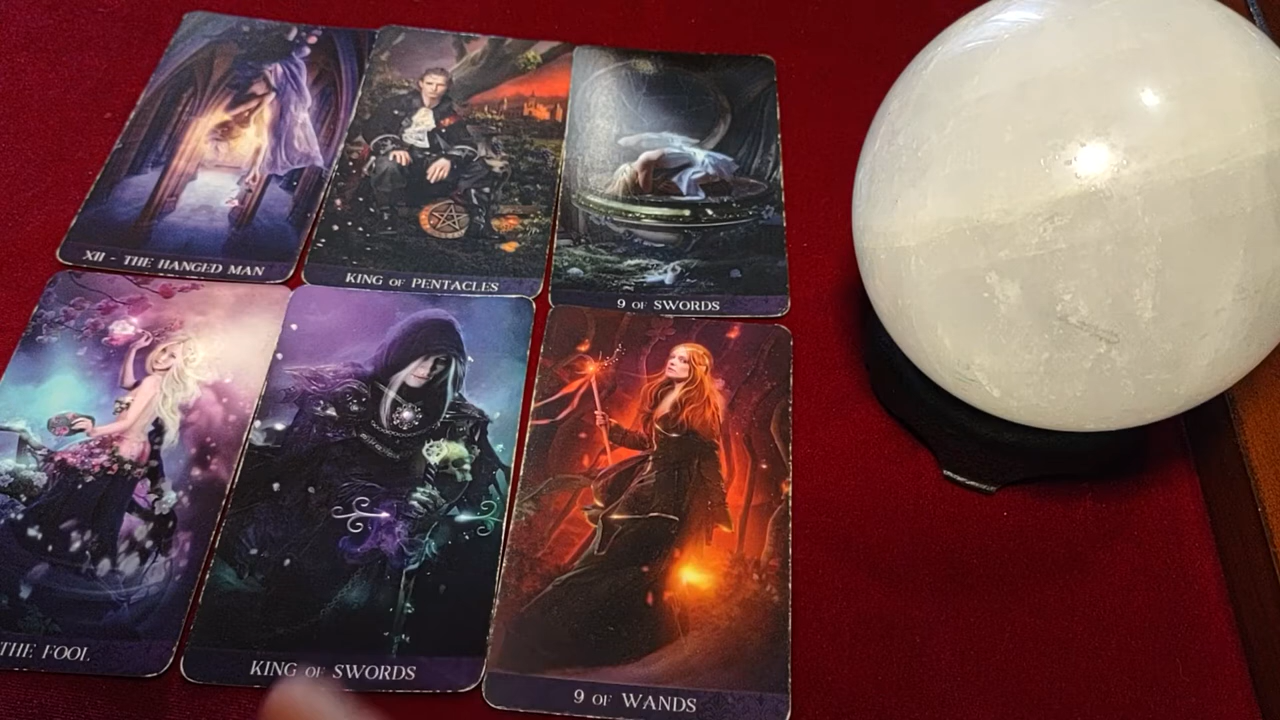 XII - THE HANGED MAN
KING OF PENTACLES
9 OF SWORDS
THE FOOL
KING OF SWORDS
9 OF WANDS